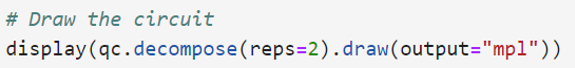 # Draw the circuit
display(qc.decompose(reps=2).draw(output="mpl"))